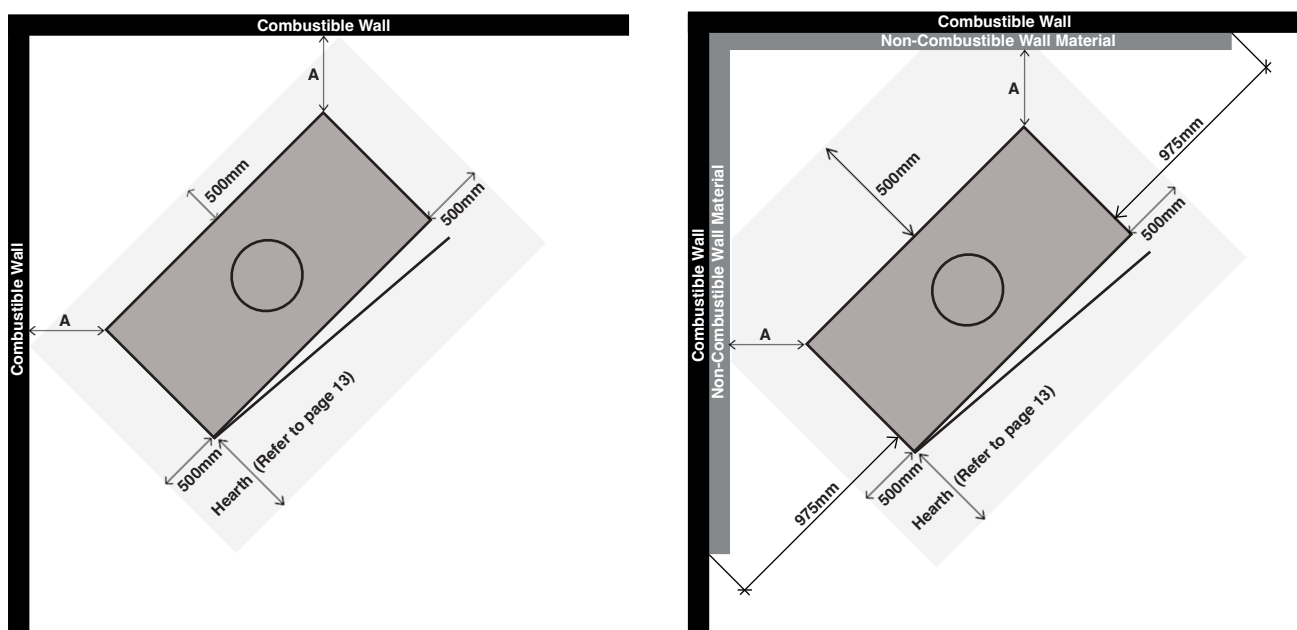 Combustible Wall
A
500mm
500mm
Combustible Wall
A
500mm
Hearth (Refer to page 13)
Combustible Wall
Non-Combustible Wall Material
A
975mm
500mm
500mm
Combustible Wall
Non-Combustible Wall Material
A
500mm
Hearth (Refer to page 13)
975mm